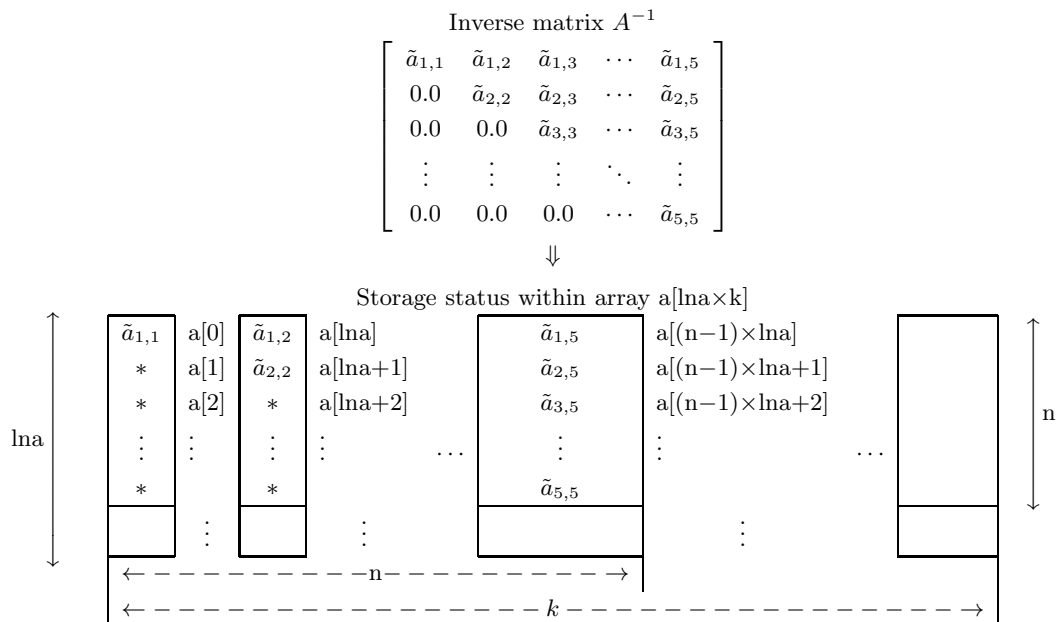 Inverse matrix A⁻¹
ã₁,₁ ã₁,₂ ã₁,₃ ⋯ ã₁,₅
0.0 ã₂,₂ ã₂,₃ ⋯ ã₂,₅
0.0 0.0 ã₃,₃ ⋯ ã₃,₅
⋮ ⋮ ⋮ ⋱ ⋮
0.0 0.0 0.0 ⋯ ã₅,₅
⇓
Storage status within array a[lna×k]
ã₁,₁ a[0] ã₁,₂ a[lna] ã₁,₅ a[(n−1)×lna]
* a[1] ã₂,₂ a[lna+1] ã₂,₅ a[(n−1)×lna+1]
* a[2] * a[lna+2] ã₃,₅ a[(n−1)×lna+2]
lna ⋮ ⋮ ⋮ ⋮ ⋯ ⋮ ⋮ ⋯ n
* * ã₅,₅
⋮ ⋮ ⋮
n
k